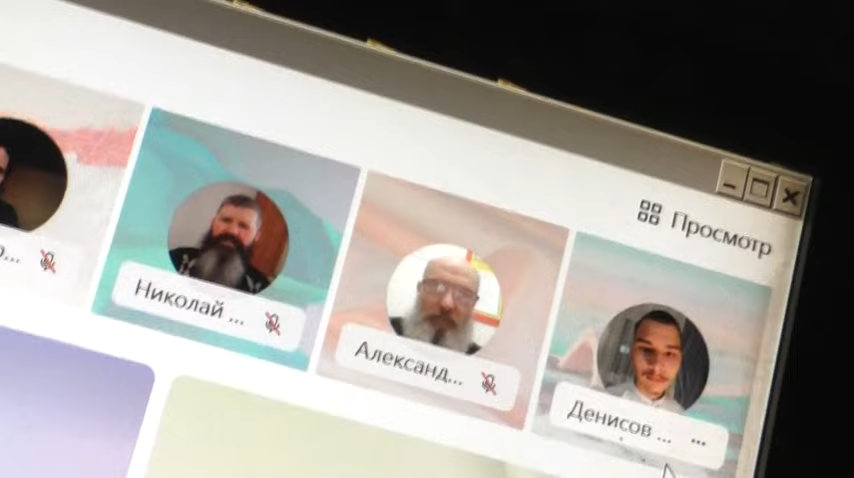 Просмотр
о...
Николай ...
Александ...
Денисов ...